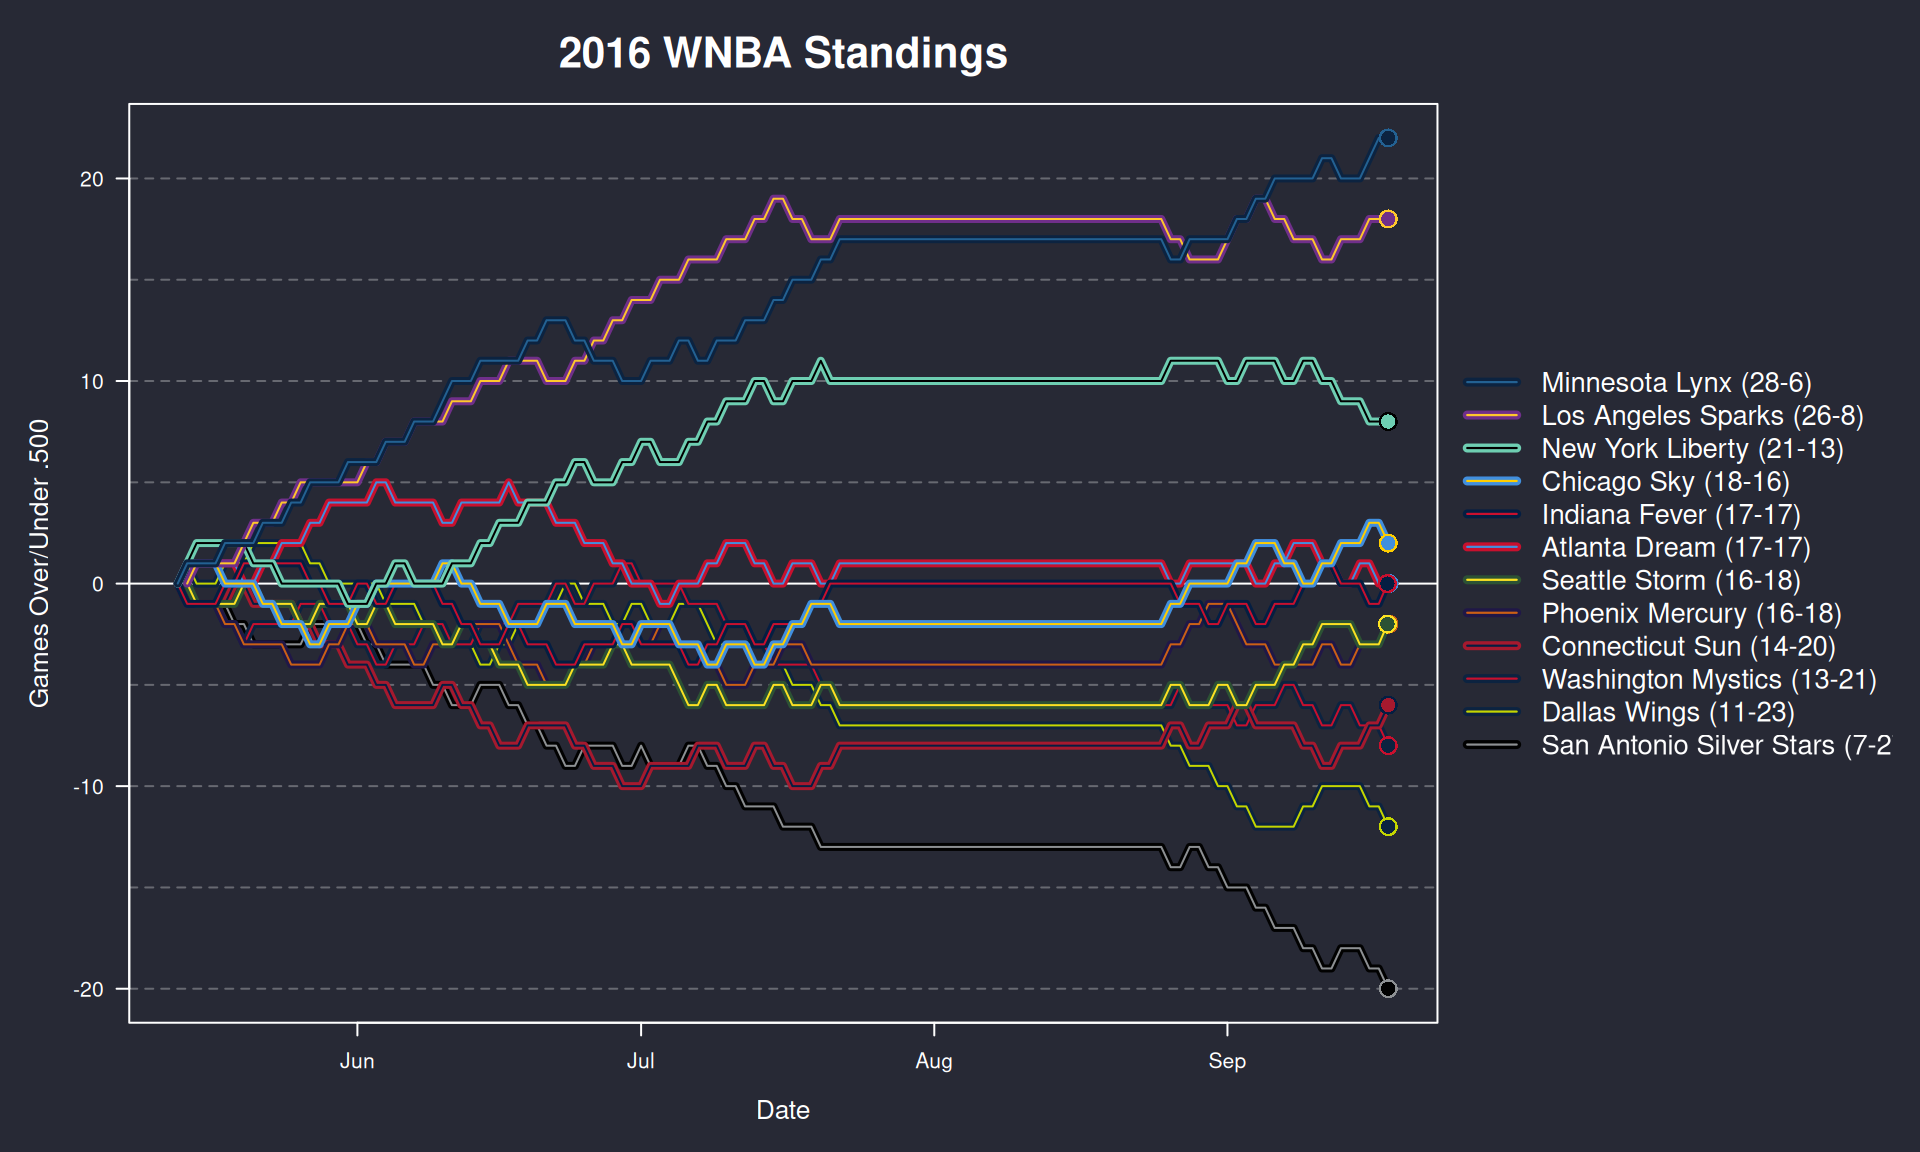 2016 WNBA Standings
Games Over/Under .500
20
10
0
-10
-20
Jun
Jul
Aug
Sep
Date
Minnesota Lynx (28-6)
Los Angeles Sparks (26-8)
New York Liberty (21-13)
Chicago Sky (18-16)
Indiana Fever (17-17)
Atlanta Dream (17-17)
Seattle Storm (16-18)
Phoenix Mercury (16-18)
Connecticut Sun (14-20)
Washington Mystics (13-21)
Dallas Wings (11-23)
San Antonio Silver Stars (7-2